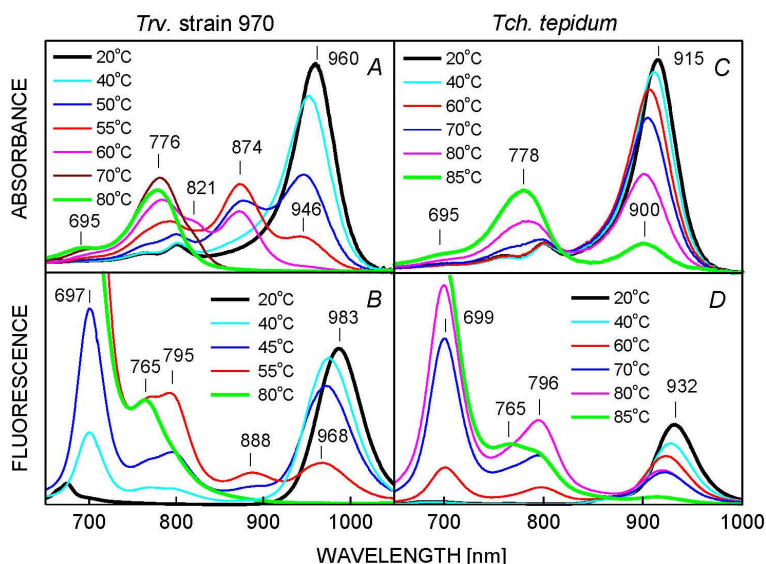 Trv. strain 970
Tch. tepidum
ABSORBANCE
A
20°C
40°C
50°C
55°C
60°C
70°C
80°C
695
776
821
874
946
960
C
20°C
40°C
60°C
70°C
80°C
85°C
695
778
900
915
FLUORESCENCE
B
20°C
40°C
45°C
55°C
80°C
697
765
795
888
968
983
D
20°C
40°C
60°C
70°C
80°C
85°C
699
765
796
932
700 800 900 1000
700 800 900 1000
WAVELENGTH [nm]